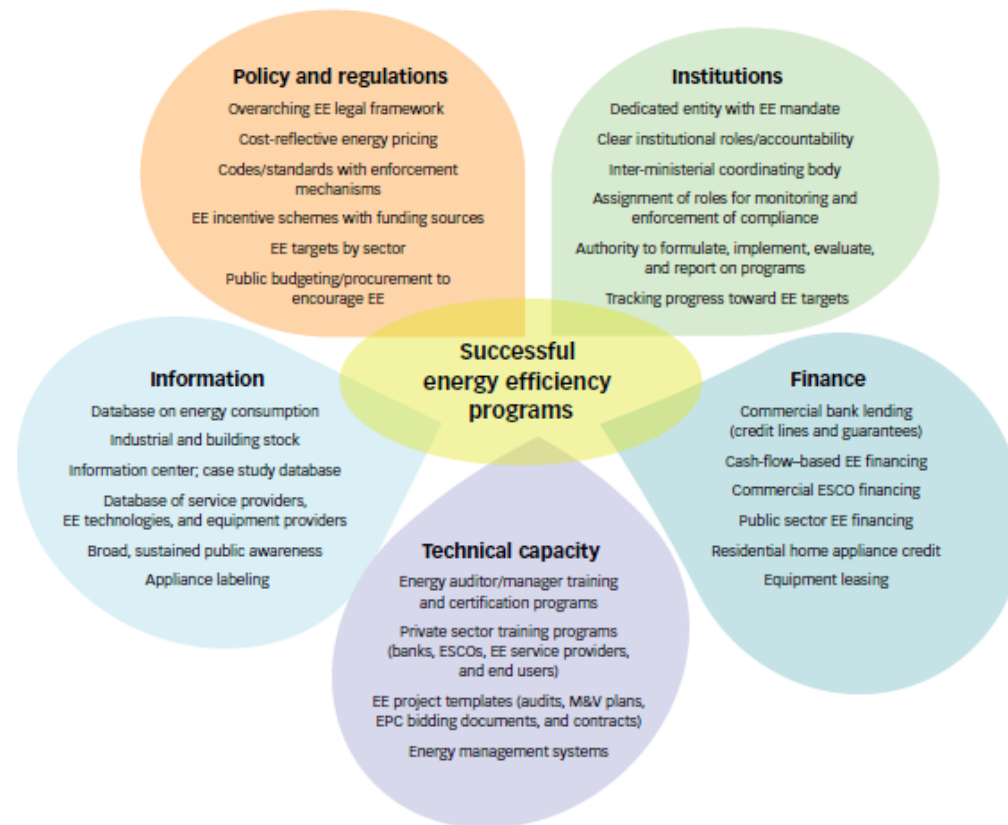 Policy and regulations
Overarching EE legal framework
Cost-reflective energy pricing
Codes/standards with enforcement
mechanisms
EE incentive schemes with funding sources
EE targets by sector
Public budgeting/procurement to
encourage EE
Institutions
Dedicated entity with EE mandate
Clear institutional roles/accountability
Inter-ministerial coordinating body
Assignment of roles for monitoring and
enforcement of compliance
Authority to formulate, implement, evaluate,
and report on programs
Tracking progress toward EE targets
Successful
energy efficiency
programs
Information
Database on energy consumption
Industrial and building stock
Information center; case study database
Database of service providers,
EE technologies, and equipment providers
Broad, sustained public awareness
Appliance labeling
Finance
Commercial bank lending
(credit lines and guarantees)
Cash-flow–based EE financing
Commercial ESCO financing
Public sector EE financing
Residential home appliance credit
Equipment leasing
Technical capacity
Energy auditor/manager training
and certification programs
Private sector training programs
(banks, ESCOs, EE service providers,
and end users)
EE project templates (audits, M&V plans,
EPC bidding documents, and contracts)
Energy management systems